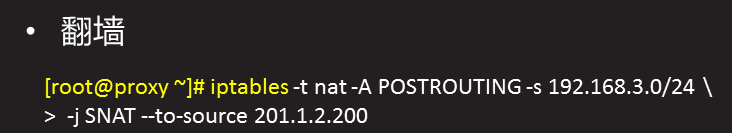 • 翻墙
[root@proxy ~]# iptables -t nat -A POSTROUTING -s 192.168.3.0/24 \
> -j SNAT --to-source 201.1.2.200